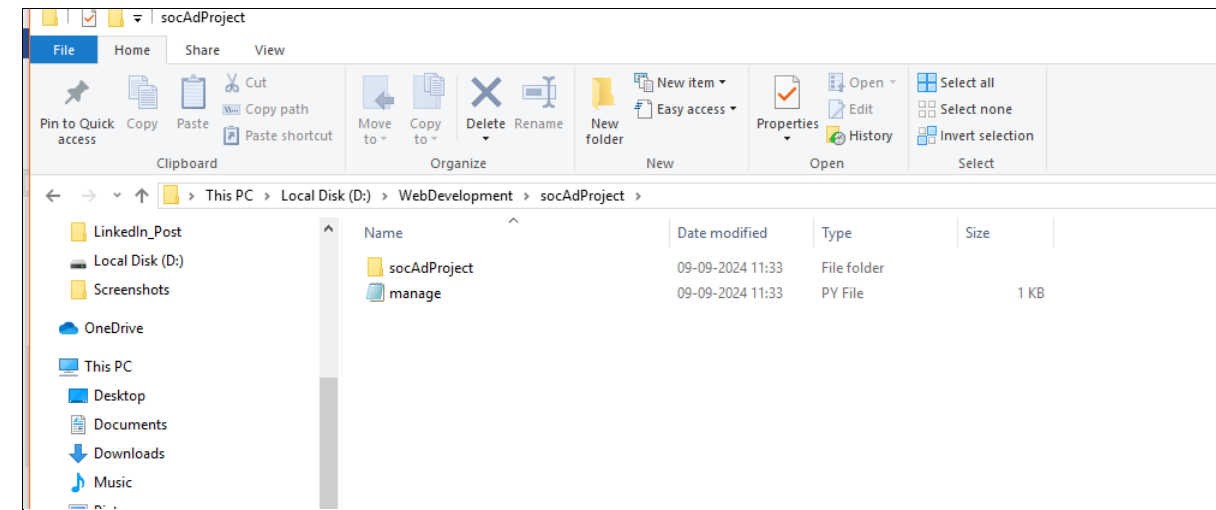 socAdProject
File Home Share View
Pin to Quick access
Copy
Paste
Cut
Copy path
Paste shortcut
Clipboard
Move to
Copy to
Delete
Rename
Organize
New folder
New item
Easy access
New
Properties
Open
Edit
History
Open
Select all
Select none
Invert selection
Select
This PC > Local Disk (D:) > WebDevelopment > socAdProject >
LinkedIn_Post
Local Disk (D:)
Screenshots
OneDrive
This PC
Desktop
Documents
Downloads
Music
Name Date modified Type Size
socAdProject 09-09-2024 11:33 File folder
manage 09-09-2024 11:33 PY File 1 KB